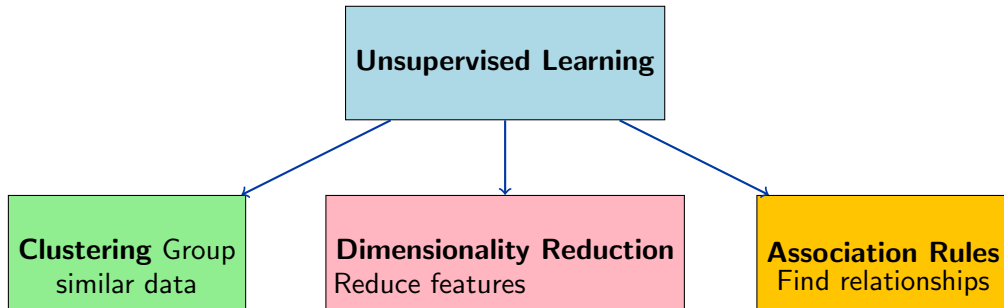 Unsupervised Learning
Clustering Group
similar data
Dimensionality Reduction
Reduce features
Association Rules
Find relationships